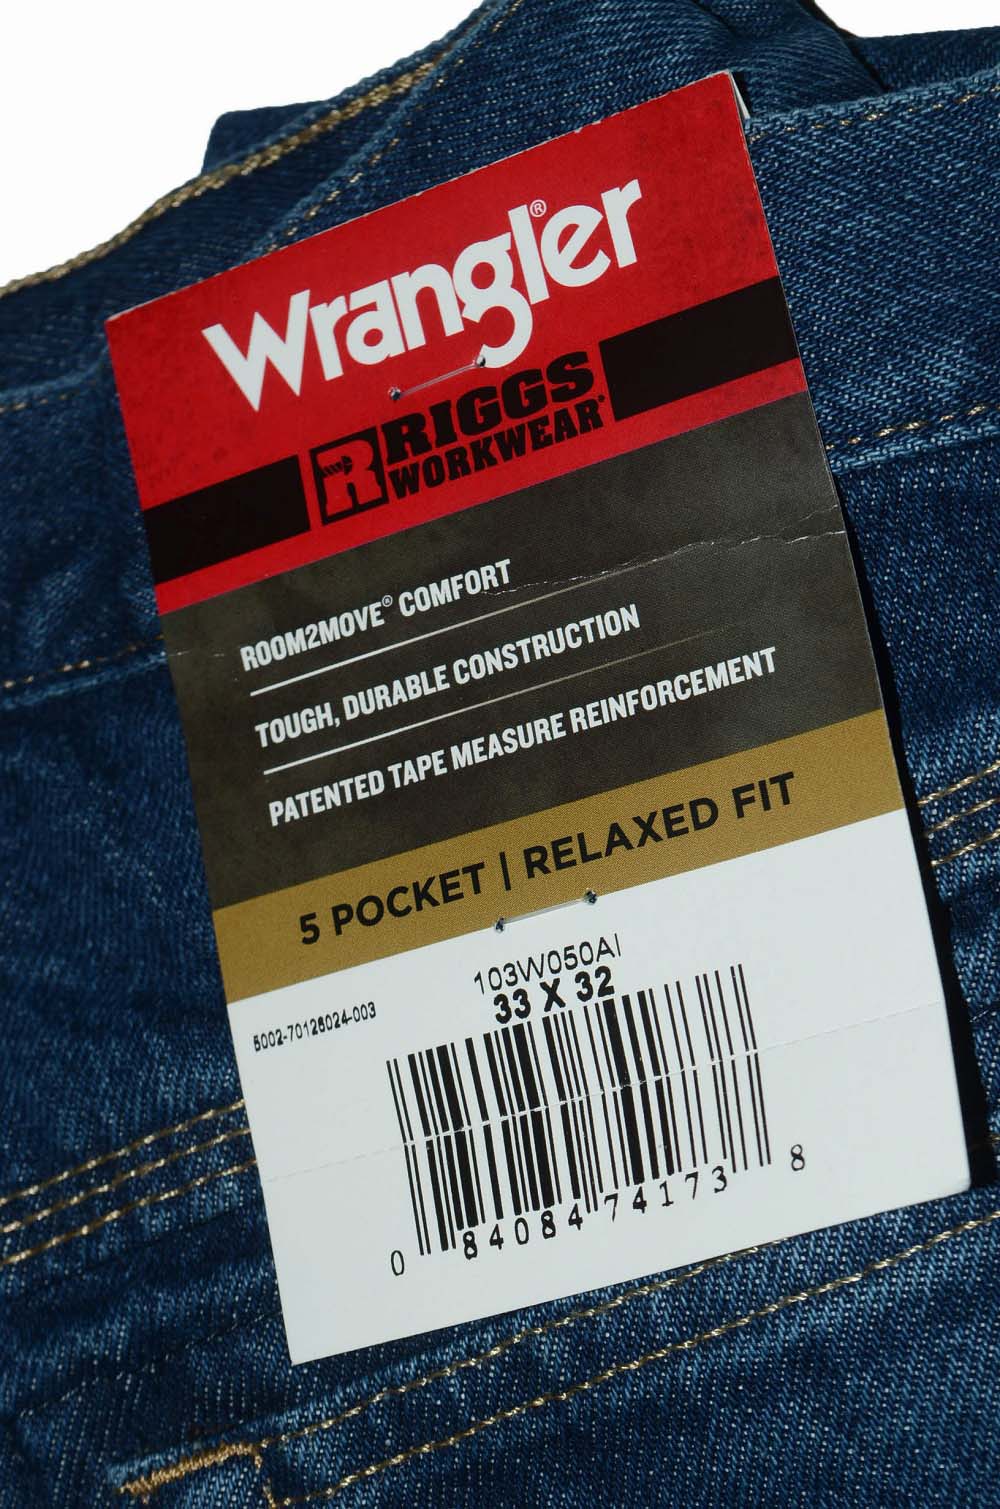 Wrangler®
R RIGGS
WORKWEAR®
ROOM2MOVE® COMFORT
TOUGH, DURABLE CONSTRUCTION
PATENTED TAPE MEASURE REINFORCEMENT
5 POCKET | RELAXED FIT
103W050AI
33 X 32
5002-70128024-003
0 84084 74173 8